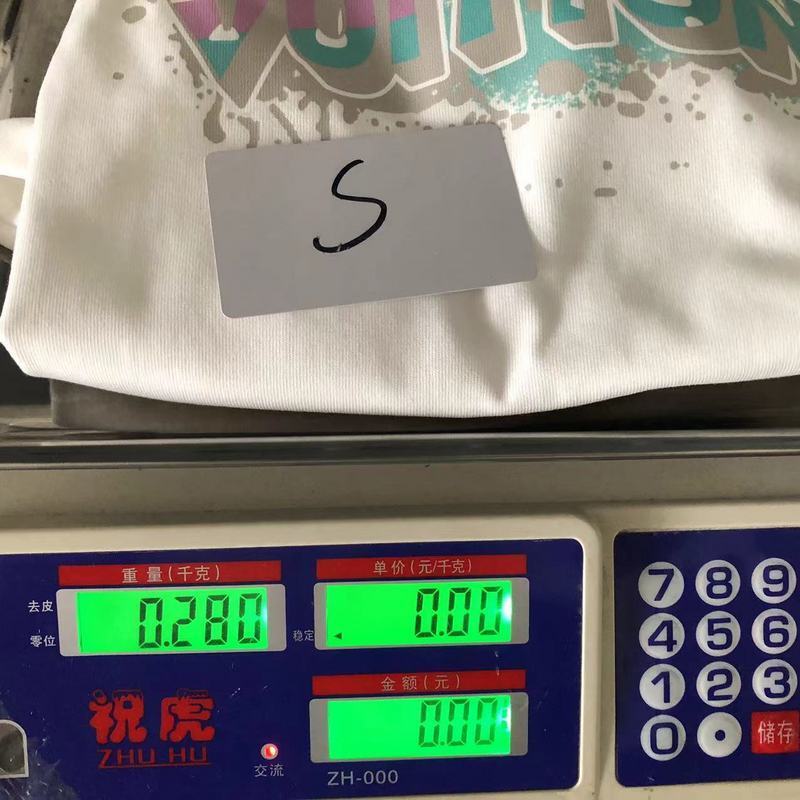 VUITTON
S
重量(千克)
单价(元/千克)
去皮
零位
0.280
稳定
0.00
金额(元)
0.00
祝虎
ZHU HU
交流
ZH-000
7 8 9
4 5 6
1 2 3
0 . 储存